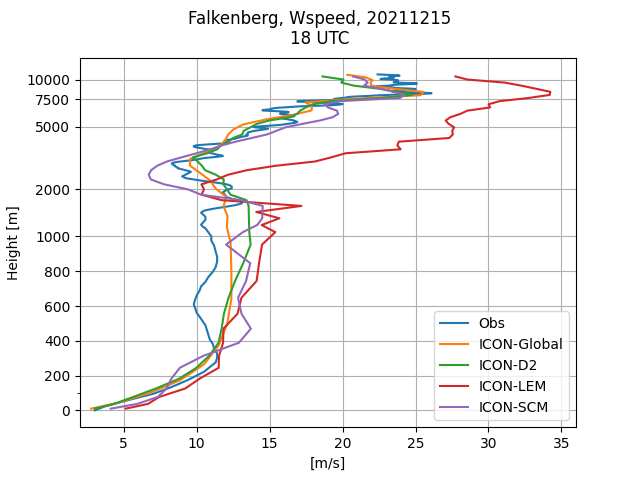 Falkenberg, Wspeed, 20211215
18 UTC
Height [m]
10000
7500
5000
2000
1000
800
600
400
200
0
Obs
ICON-Global
ICON-D2
ICON-LEM
ICON-SCM
5 10 15 20 25 30 35
[m/s]